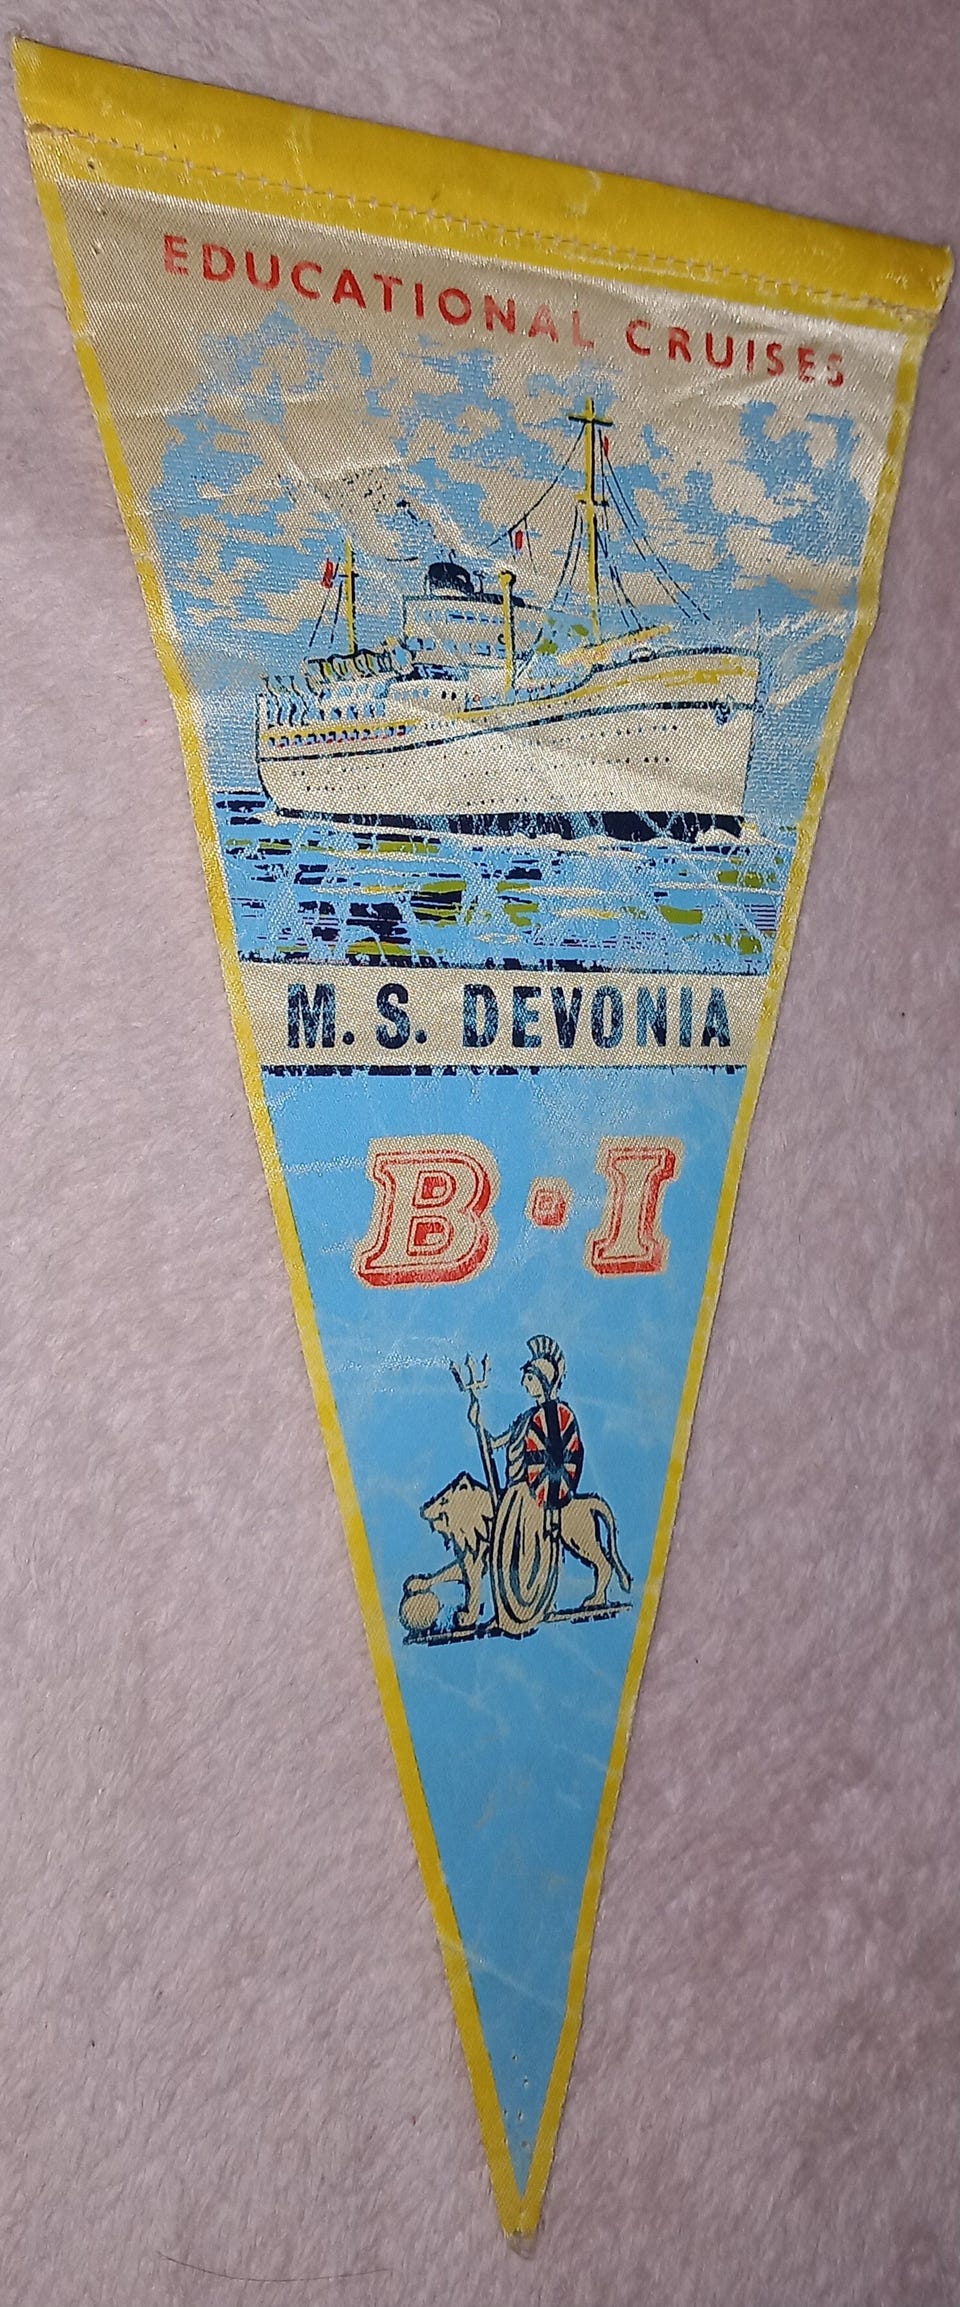 EDUCATIONAL CRUISES
M.S. DEVONIA
B·I